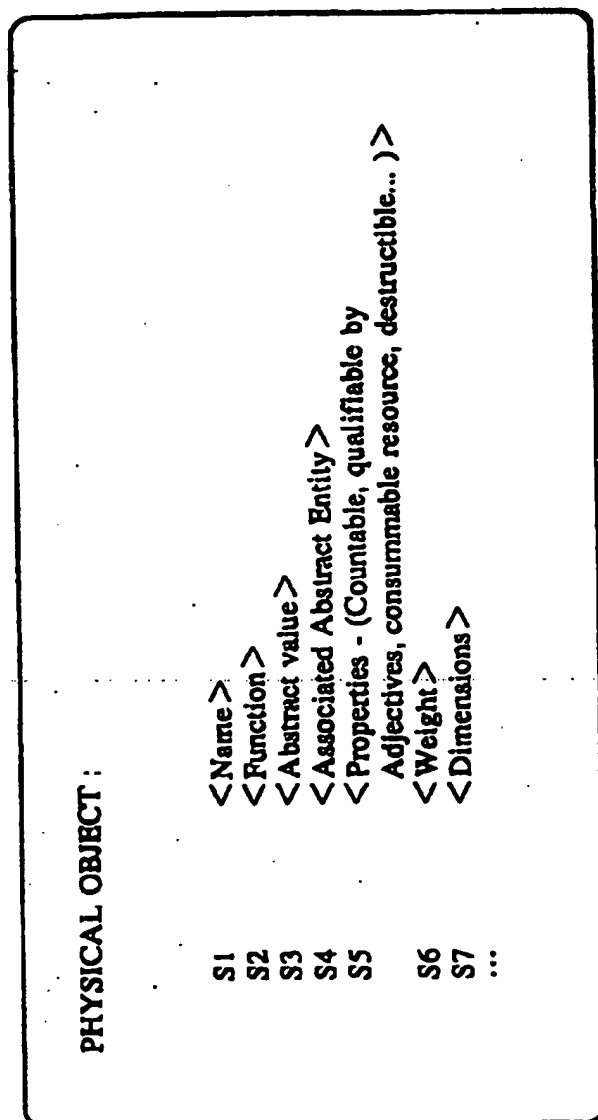 PHYSICAL OBJECT :
S1 <Name>
S2 <Function>
S3 <Abstract value>
S4 <Associated Abstract Entity>
S5 <Properties - (Countable, qualifiable by
Adjectives, consummable resource, destructible... )>
S6 <Weight>
S7 <Dimensions>
...